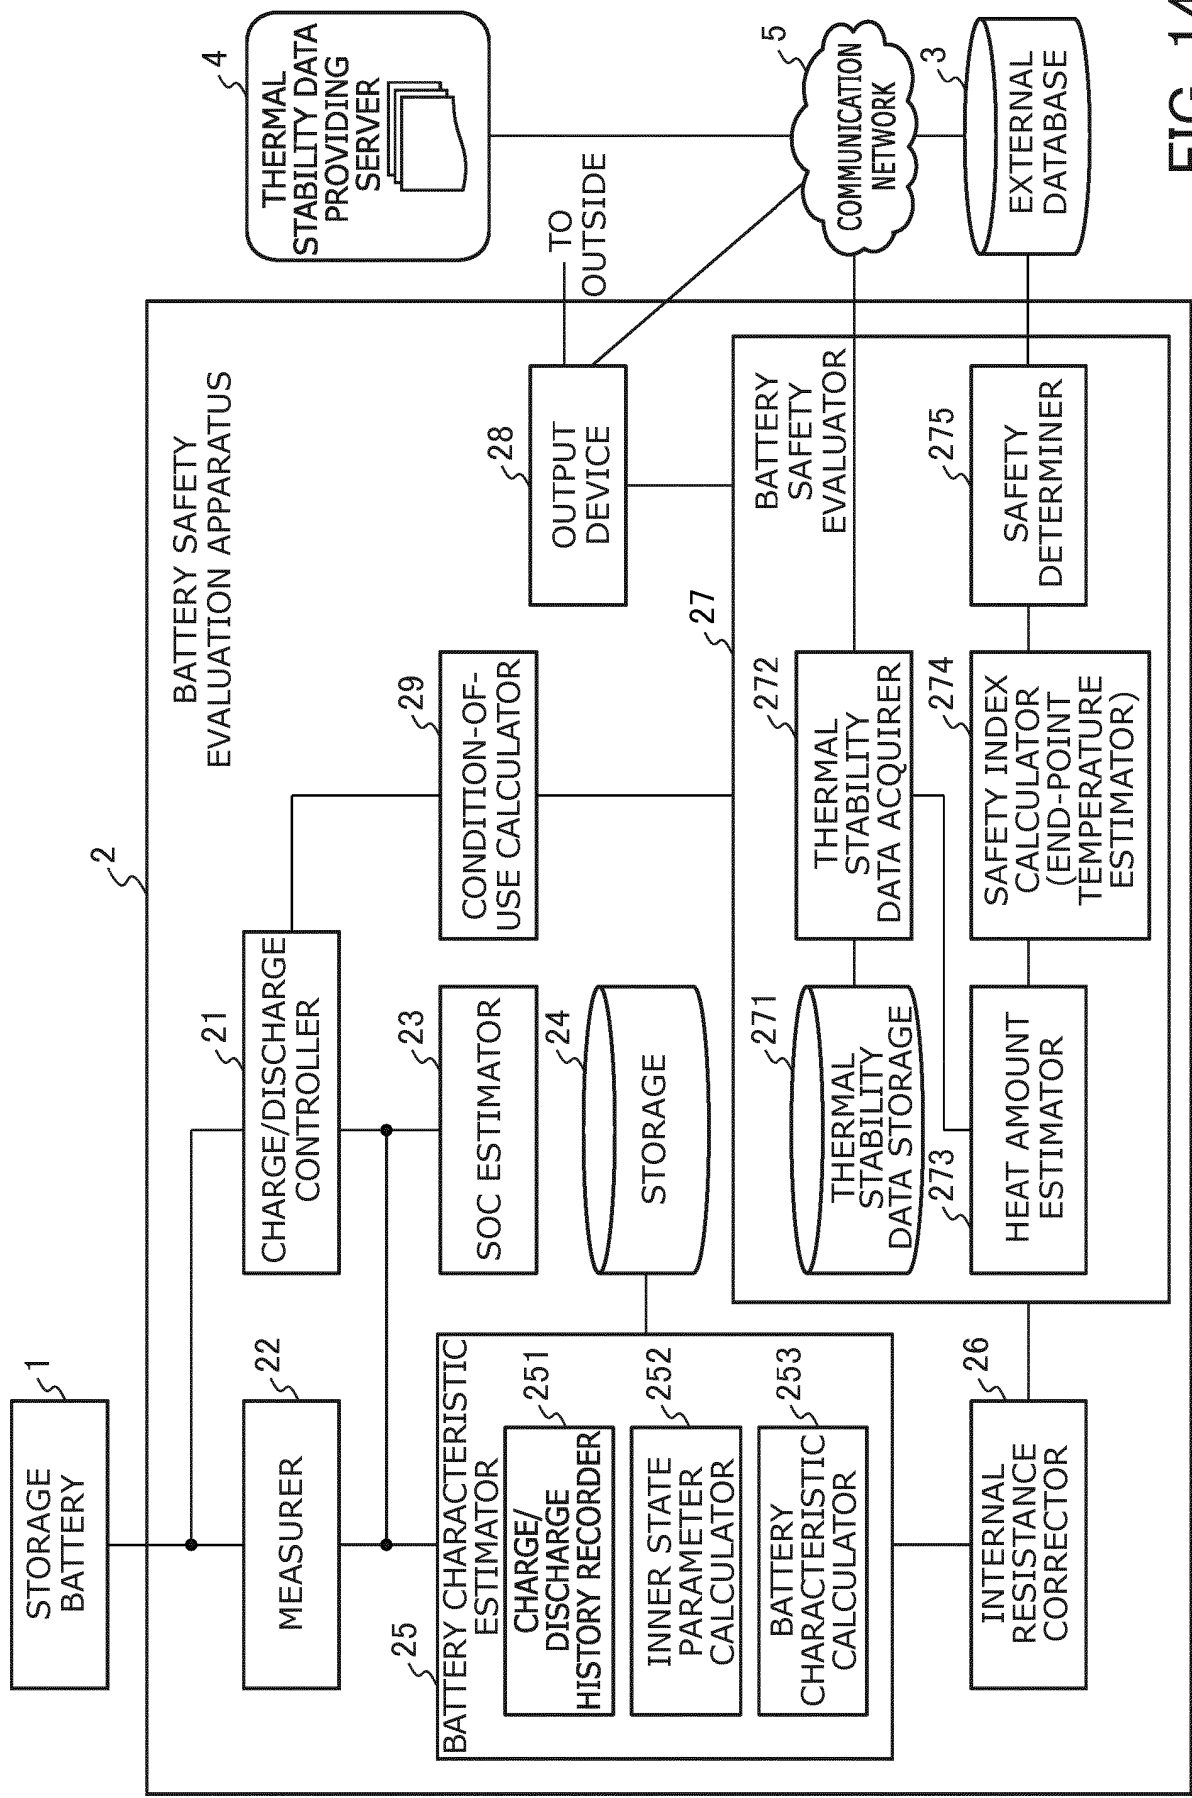 1
STORAGE
BATTERY
2
BATTERY SAFETY
EVALUATION APPARATUS
22
MEASURER
21
CHARGE/DISCHARGE
CONTROLLER
4
THERMAL
STABILITY DATA
PROVIDING
SERVER
25
BATTERY CHARACTERISTIC
ESTIMATOR
251
CHARGE/
DISCHARGE
HISTORY RECORDER
252
INNER STATE
PARAMETER
CALCULATOR
253
BATTERY
CHARACTERISTIC
CALCULATOR
23
SOC ESTIMATOR
29
CONDITION-OF-
USE CALCULATOR
24
STORAGE
28
OUTPUT
DEVICE
TO
OUTSIDE
27
BATTERY
SAFETY
EVALUATOR
271
THERMAL
STABILITY
DATA STORAGE
272
THERMAL
STABILITY
DATA ACQUIRER
5
COMMUNICATION
NETWORK
26
INTERNAL
RESISTANCE
CORRECTOR
273
HEAT AMOUNT
ESTIMATOR
274
SAFETY INDEX
CALCULATOR
(END-POINT
TEMPERATURE
ESTIMATOR)
275
SAFETY
DETERMINER
3
EXTERNAL
DATABASE
FIG. 14